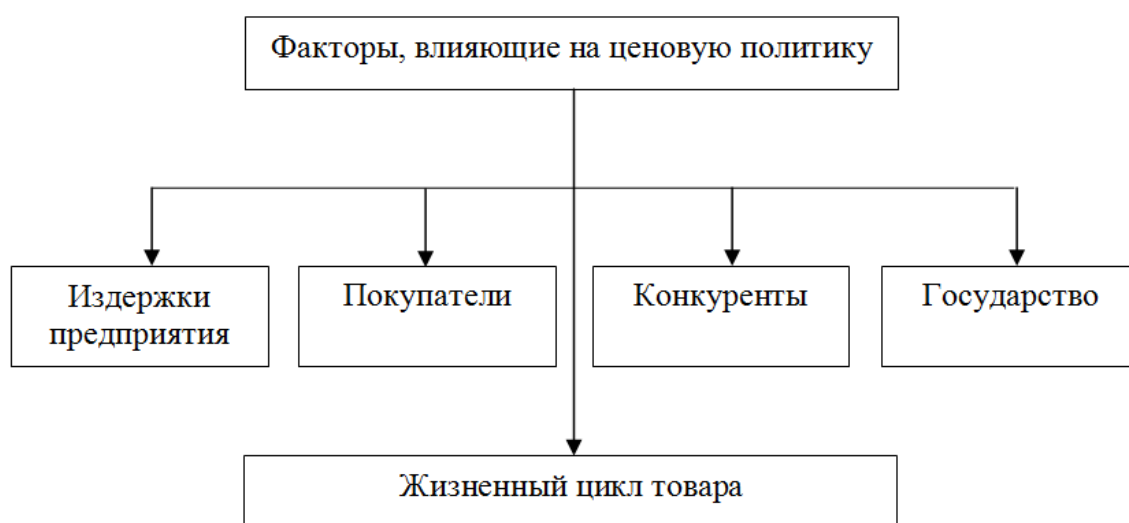 Факторы, влияющие на ценовую политику
Издержки
предприятия
Покупатели
Конкуренты
Государство
Жизненный цикл товара